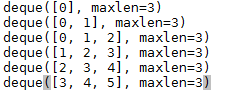 deque([0], maxlen=3)
deque([0, 1], maxlen=3)
deque([0, 1, 2], maxlen=3)
deque([1, 2, 3], maxlen=3)
deque([2, 3, 4], maxlen=3)
deque([3, 4, 5], maxlen=3)